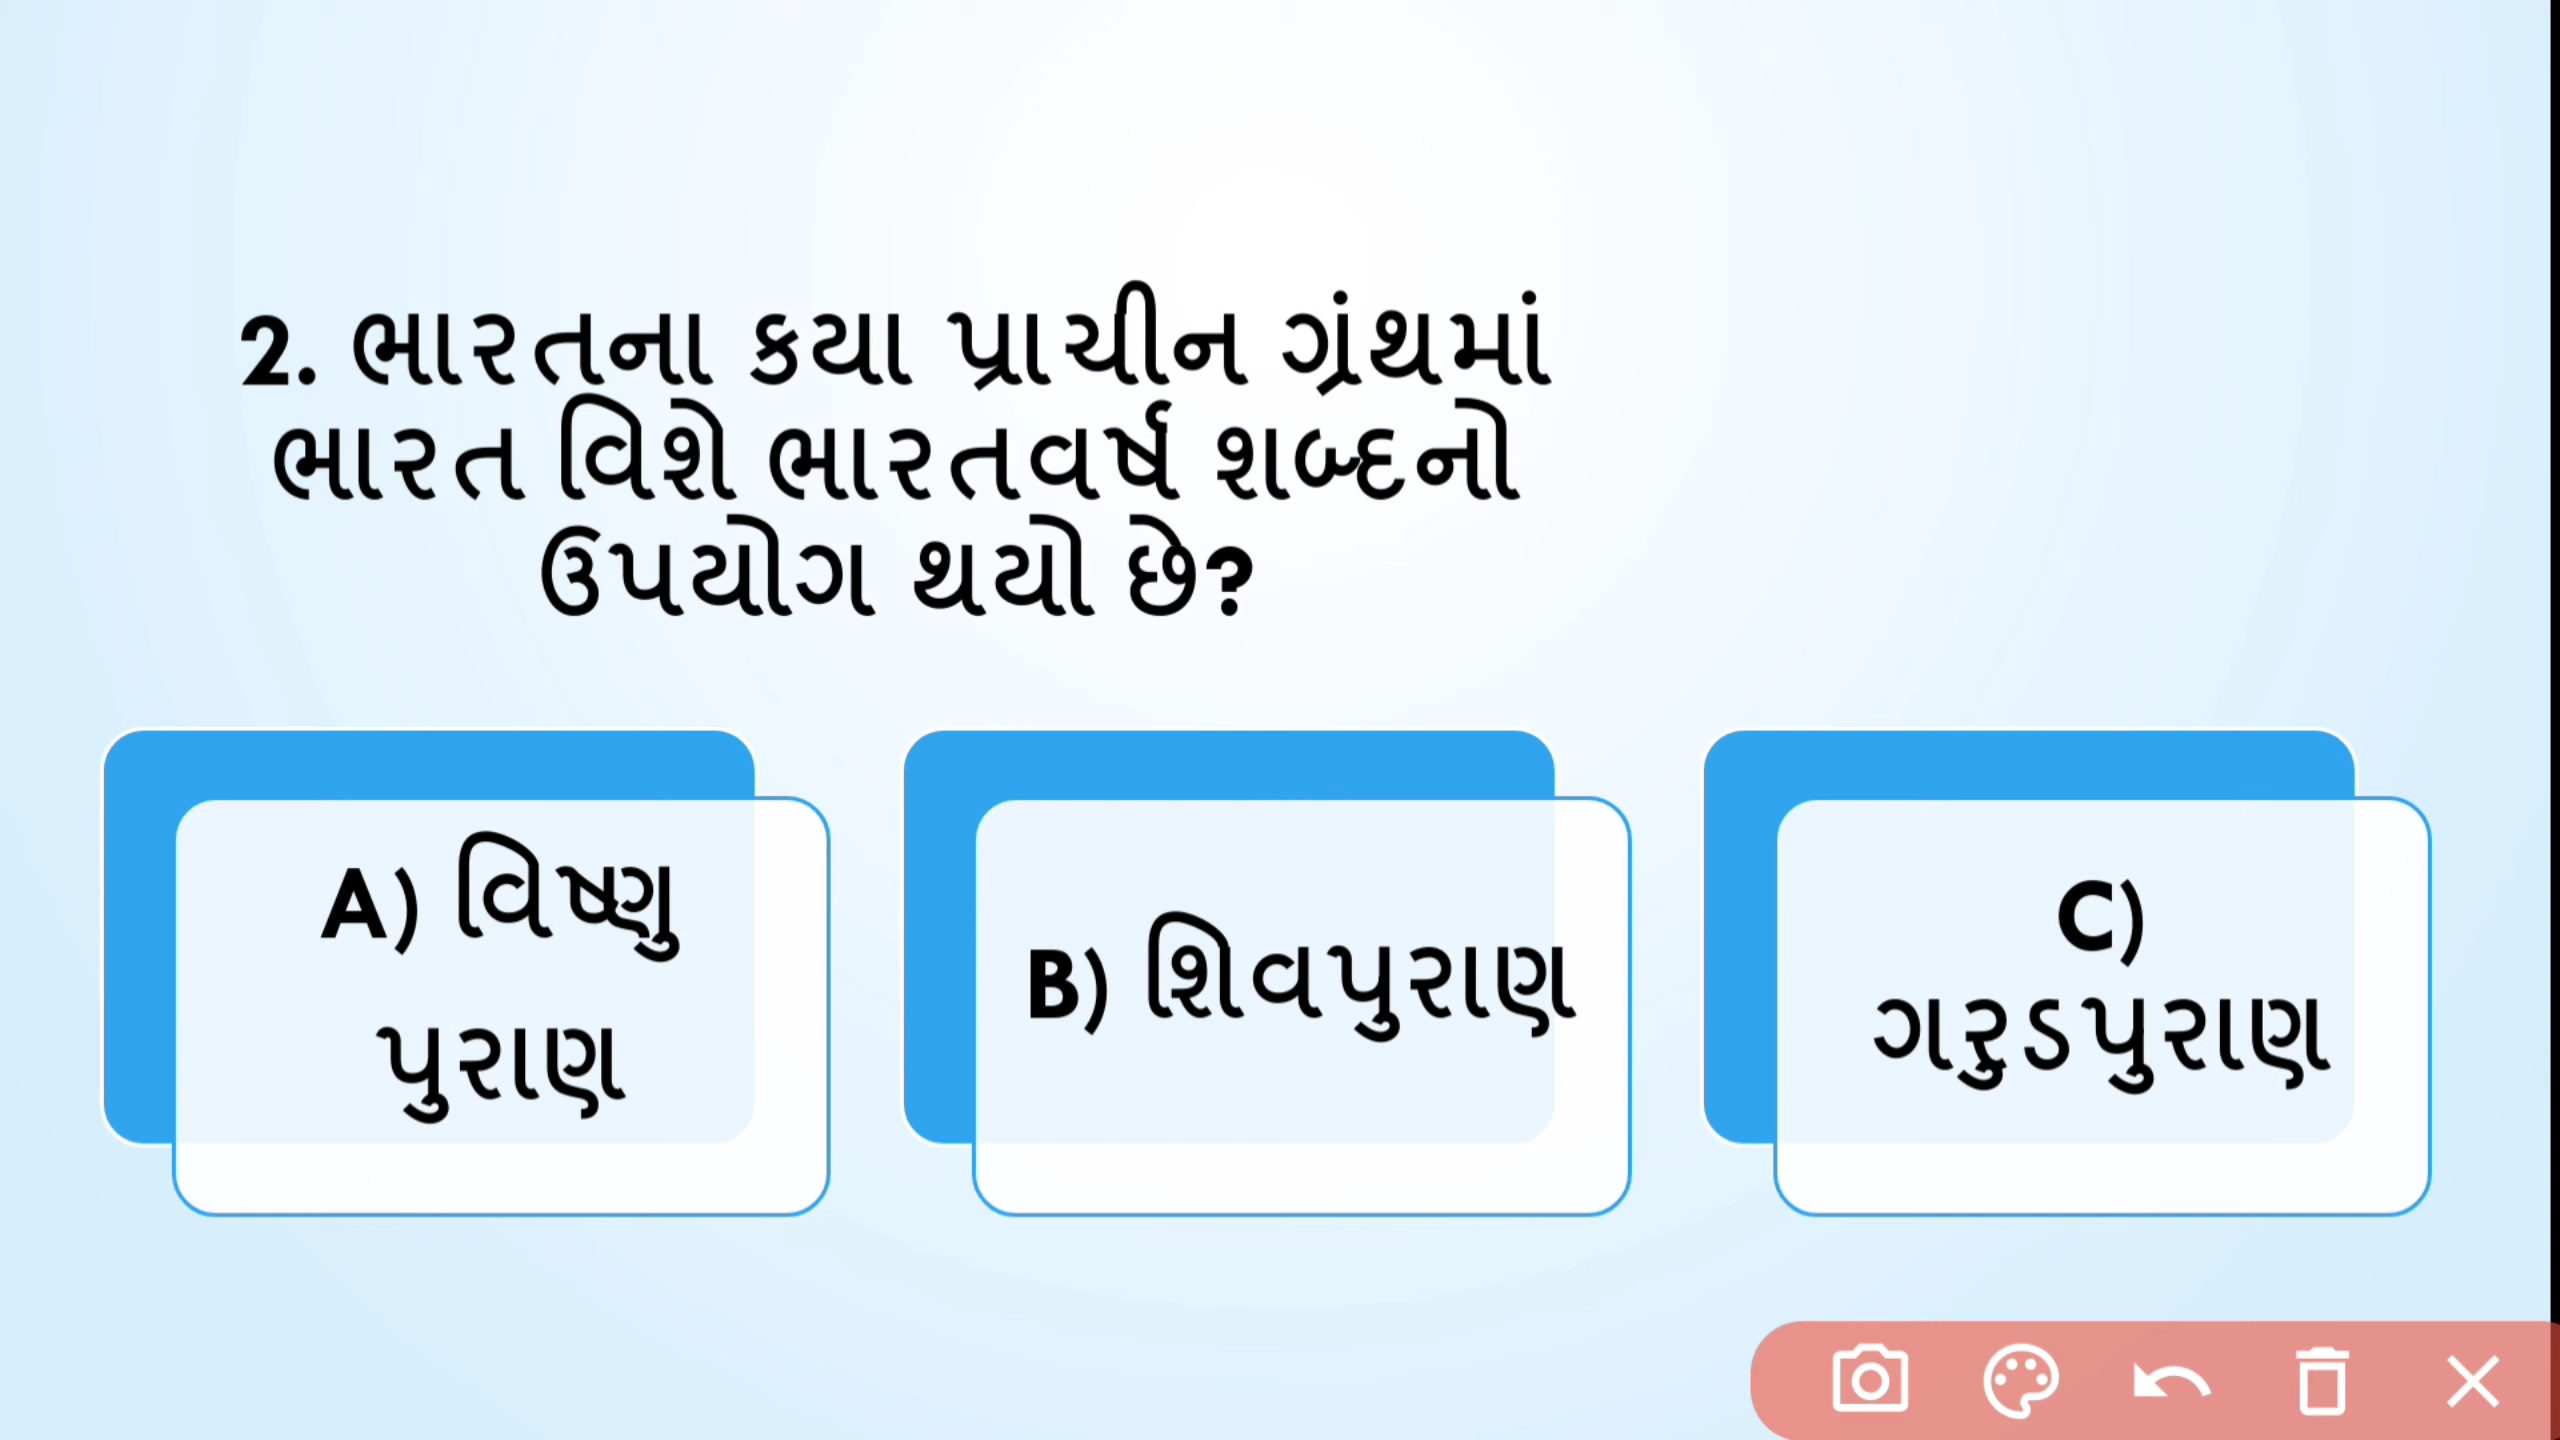 2. ભારતના કયા પ્રાચીન ગ્રંથમાં
ભારત વિશે ભારતવર્ષ શબ્દનો
ઉપયોગ થયો છે?
A) વિષ્ણુ
પુરાણ
B) શિવપુરાણ
C)
ગરુડપુરાણ